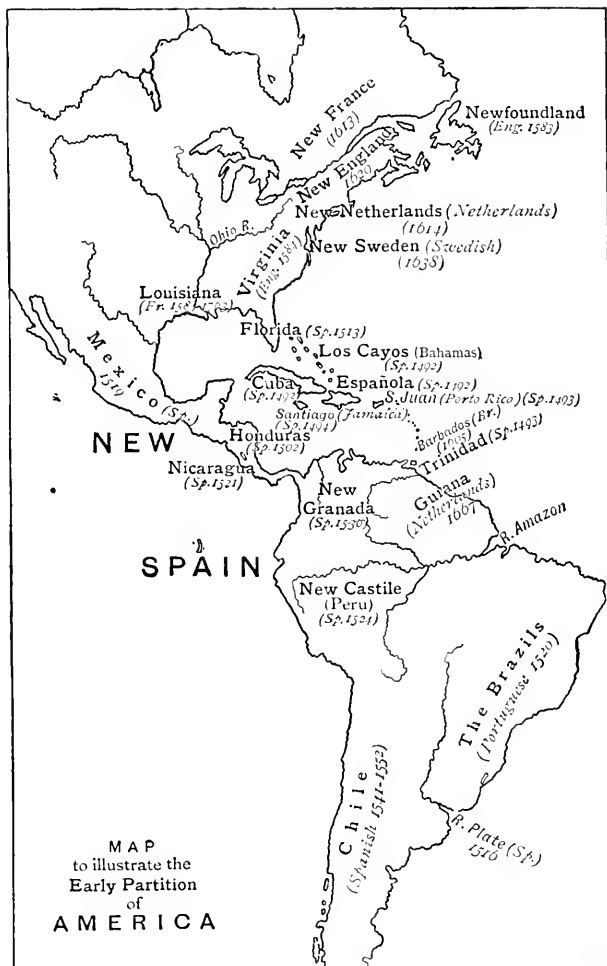 New France
(1613)
Newfoundland
(Eng. 1583)
New England
1620
New Netherlands (Netherlands)
(1614)
Ohio R.
New Sweden (Swedish)
(1638)
Virginia
(Eng. 1584)
Louisiana
(Fr.
Florida (Sp. 1513)
Los Cayos (Bahamas)
(Sp. 1492)
Mexico (Sp.)
1519
Cuba
(Sp. 1492)
Española (Sp. 1492)
S. Juan (Porto Rico) (Sp. 1493)
Santiago (Jamaica)
(Sp. 1494)
Barbados (Br.)
(1605)
Trinidad (Sp. 1493)
NEW
Honduras
(Sp. 1502)
Nicaragua
(Sp. 1521)
New
Granada
(Sp. 1536)
Guiana
(Netherlands)
1667
R. Amazon
SPAIN
New Castile
(Peru)
(Sp. 1524)
The Brazils
(Portuguese 1520)
Chile
(Spanish 1541-1552)
R. Plate (Sp.)
1516
MAP
to illustrate the
Early Partition
of
AMERICA